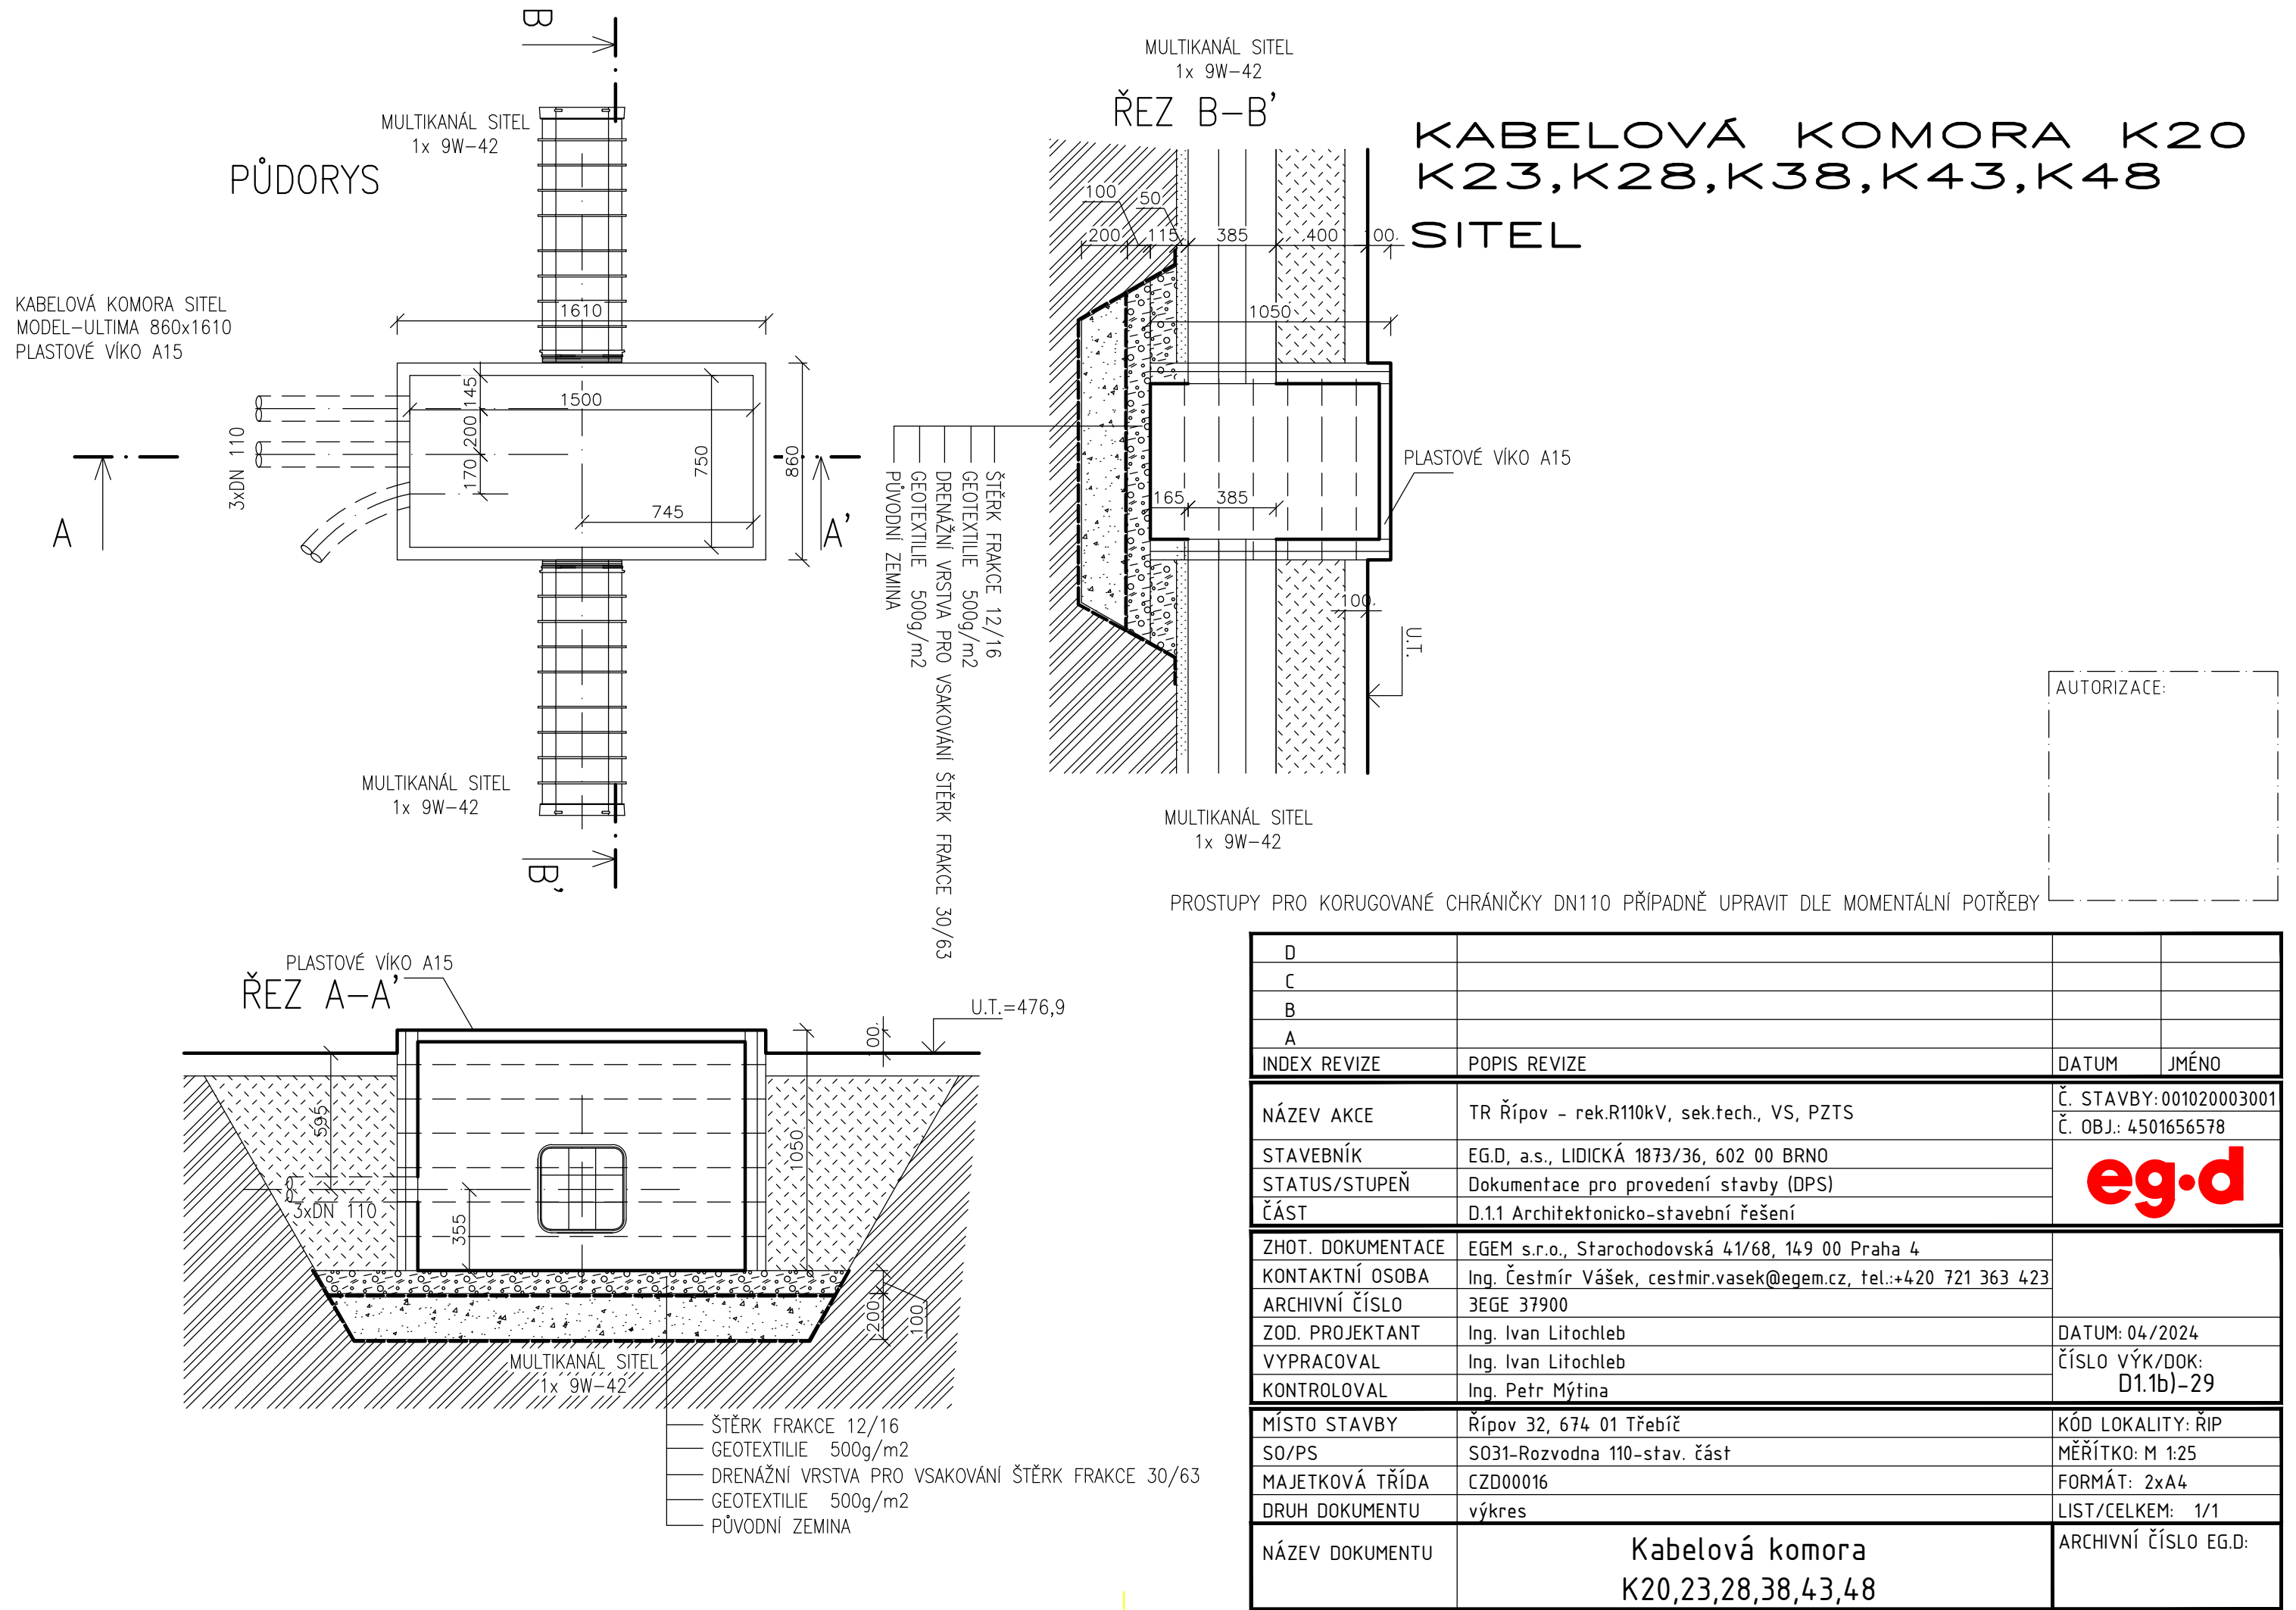 B
MULTIKANÁL SITEL
1x 9W-42
PŮDORYS
KABELOVÁ KOMORA SITEL
MODEL-ULTIMA 860x1610
PLASTOVÉ VÍKO A15
1610
1500
145
200
170
750
860
745
3xDN 110
A
A'
MULTIKANÁL SITEL
1x 9W-42
B'
MULTIKANÁL SITEL
1x 9W-42
ŘEZ B-B'
100
50
200
115
385
400
100
1050
165
385
PLASTOVÉ VÍKO A15
100
U.T.
ŠTĚRK FRAKCE 12/16
GEOTEXTILIE 500g/m2
DRENÁŽNÍ VRSTVA PRO VSAKOVÁNÍ ŠTĚRK FRAKCE 30/63
GEOTEXTILIE 500g/m2
PŮVODNÍ ZEMINA
MULTIKANÁL SITEL
1x 9W-42
KABELOVÁ KOMORA K20
K23,K28,K38,K43,K48
SITEL
AUTORIZACE:
PROSTUPY PRO KORUGOVANÉ CHRÁNIČKY DN110 PŘÍPADNĚ UPRAVIT DLE MOMENTÁLNÍ POTŘEBY
PLASTOVÉ VÍKO A15
ŘEZ A-A'
U.T.=476,9
100
595
1050
3xDN 110
355
200
100
MULTIKANÁL SITEL
1x 9W-42
ŠTĚRK FRAKCE 12/16
GEOTEXTILIE 500g/m2
DRENÁŽNÍ VRSTVA PRO VSAKOVÁNÍ ŠTĚRK FRAKCE 30/63
GEOTEXTILIE 500g/m2
PŮVODNÍ ZEMINA
D
C
B
A
INDEX REVIZE POPIS REVIZE DATUM JMÉNO
NÁZEV AKCE TR Řípov - rek.R110kV, sek.tech., VS, PZTS Č. STAVBY: 001020003001
Č. OBJ.: 4501656578
STAVEBNÍK EG.D, a.s., LIDICKÁ 1873/36, 602 00 BRNO
STATUS/STUPEŇ Dokumentace pro provedení stavby (DPS)
eg·d
ČÁST D.1.1 Architektonicko-stavební řešení
ZHOT. DOKUMENTACE EGEM s.r.o., Starochodovská 41/68, 149 00 Praha 4
KONTAKTNÍ OSOBA Ing. Čestmír Vášek, cestmir.vasek@egem.cz, tel.:+420 721 363 423
ARCHIVNÍ ČÍSLO 3EGE 37900
ZOD. PROJEKTANT Ing. Ivan Litochleb DATUM: 04/2024
VYPRACOVAL Ing. Ivan Litochleb ČÍSLO VÝK/DOK:
KONTROLOVAL Ing. Petr Mýtina D1.1b)-29
MÍSTO STAVBY Řípov 32, 674 01 Třebíč KÓD LOKALITY: ŘIP
SO/PS SO31-Rozvodna 110-stav. část MĚŘÍTKO: M 1:25
MAJETKOVÁ TŘÍDA CZD00016 FORMÁT: 2xA4
DRUH DOKUMENTU výkres LIST/CELKEM: 1/1
NÁZEV DOKUMENTU Kabelová komora ARCHIVNÍ ČÍSLO EG.D:
K20,23,28,38,43,48